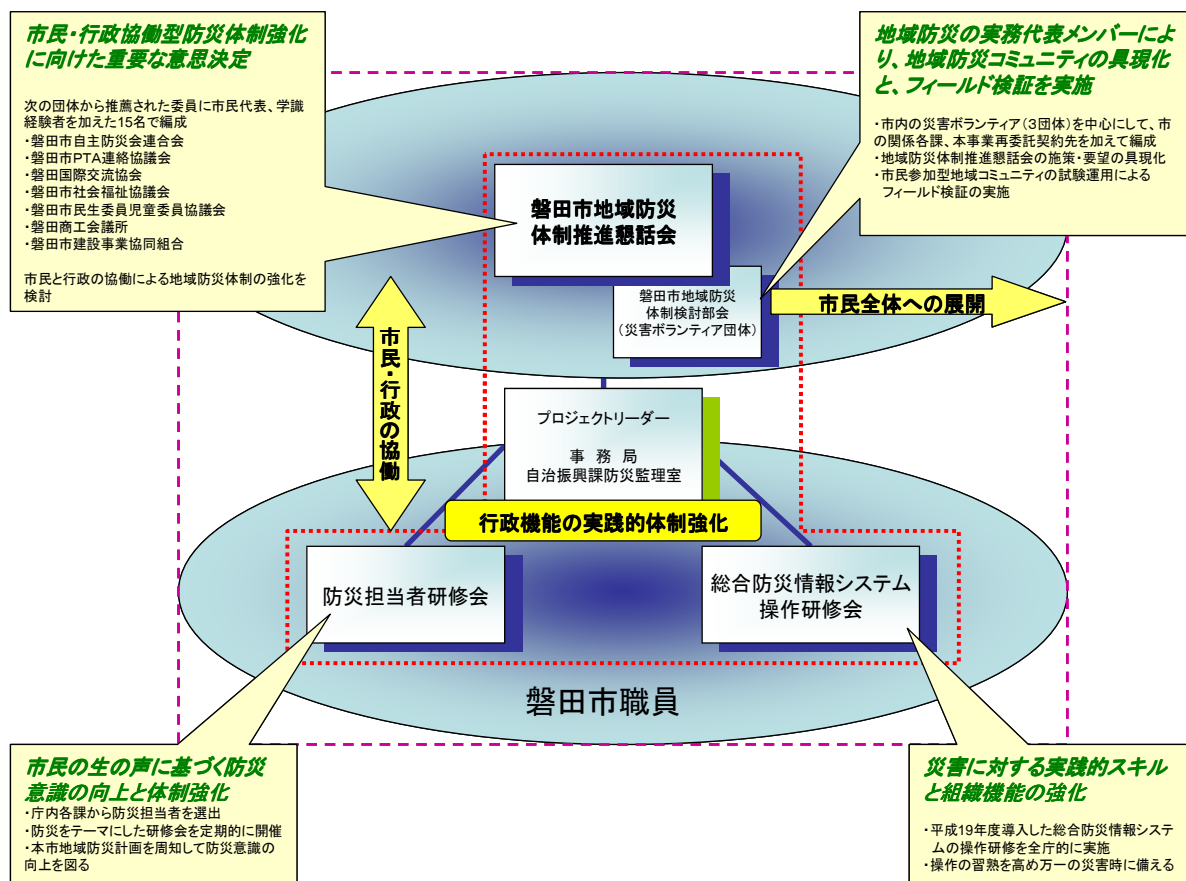 市民・行政協働型防災体制強化
に向けた重要な意思決定
次の団体から推薦された委員に市民代表、学識
経験者を加えた15名で編成
・磐田市自主防災会連合会
・磐田市PTA連絡協議会
・磐田国際交流協会
・磐田市社会福祉協議会
・磐田市民生委員児童委員協議会
・磐田商工会議所
・磐田市建設事業協同組合
市民と行政の協働による地域防災体制の強化を
検討
地域防災の実務代表メンバーによ
り、地域防災コミュニティの具現化
と、フィールド検証を実施
・市内の災害ボランティア(3団体)を中心にして、市
の関係各課、本事業再委託契約先を加えて編成
・地域防災体制推進懇話会の施策・要望の具現化
・市民参加型地域コミュニティの試験運用による
フィールド検証の実施
磐田市地域防災
体制推進懇話会
磐田市地域防災
体制検討部会
(災害ボランティア団体)
市民全体への展開
市民・行政の協働
プロジェクトリーダー
事 務 局
自治振興課防災監理室
行政機能の実践的体制強化
防災担当者研修会
総合防災情報システム
操作研修会
磐田市職員
市民の生の声に基づく防災
意識の向上と体制強化
・庁内各課から防災担当者を選出
・防災をテーマにした研修会を定期的に開催
・本市地域防災計画を周知して防災意識の
向上を図る
災害に対する実践的スキル
と組織機能の強化
・平成19年度導入した総合防災情報システ
ムの操作研修を全庁的に実施
・操作の習熟を高め万一の災害時に備える